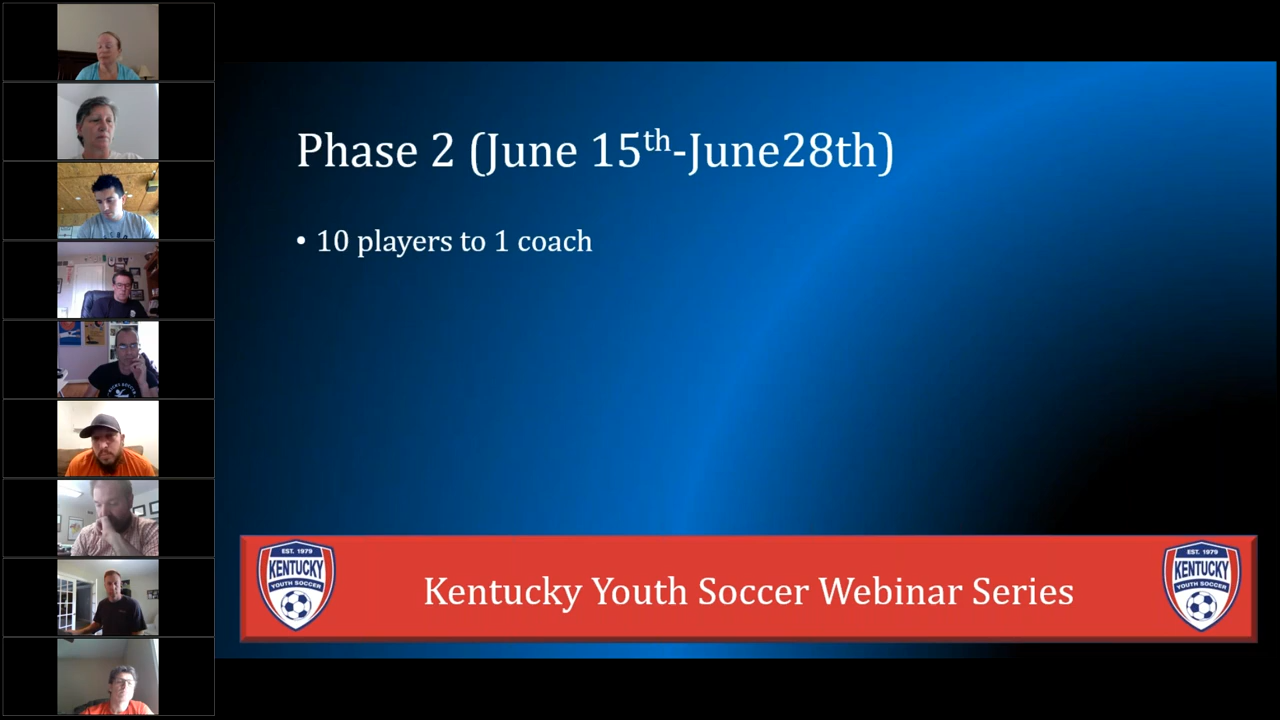 Phase 2 (June 15th-June28th)
• 10 players to 1 coach
EST. 1979
KENTUCKY
YOUTH SOCCER
Kentucky Youth Soccer Webinar Series
EST. 1979
KENTUCKY
YOUTH SOCCER